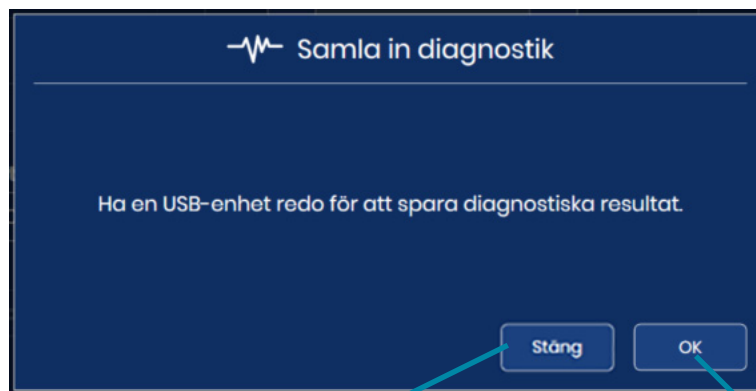 Samla in diagnostik
Ha en USB-enhet redo för att spara diagnostiska resultat.
Stäng
OK